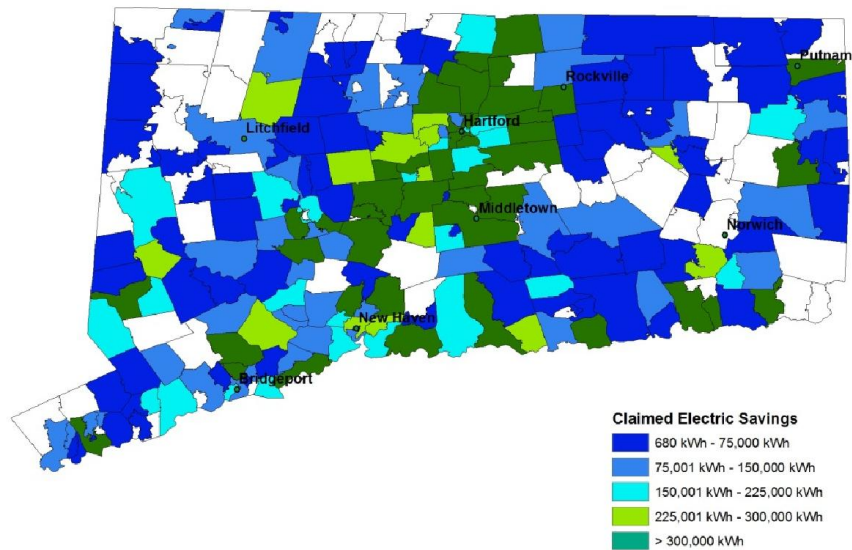 Putnam
Rockville
Hartford
Litchfield
Middletown
Norwich
New Haven
Bridgeport
Claimed Electric Savings
680 kWh - 75,000 kWh
75,001 kWh - 150,000 kWh
150,001 kWh - 225,000 kWh
225,001 kWh - 300,000 kWh
> 300,000 kWh